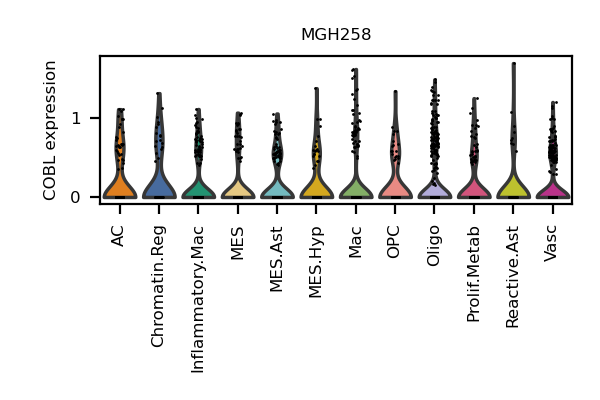 MGH258
COBL expression
1
0
AC
Chromatin.Reg
Inflammatory.Mac
MES
MES.Ast
MES.Hyp
Mac
OPC
Oligo
Prolif.Metab
Reactive.Ast
Vasc